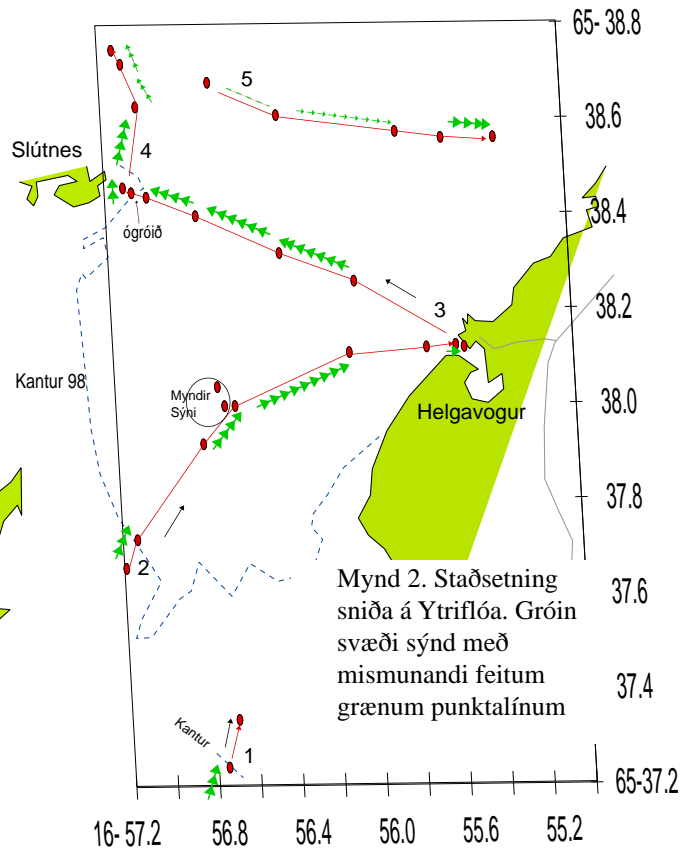 65- 38.8
5
38.6
Slútnes
4
38.4
ógróið
3
38.2
Kantur 98
Myndir
Sýni
38.0
Helgavogur
37.8
2
Mynd 2. Staðsetning
sniða á Ytriflóa. Gróin
svæði sýnd með
mismunandi feitum
grænum punktalínum
37.6
37.4
Kantur
1
65-37.2
16- 57.2 56.8 56.4 56.0 55.6 55.2